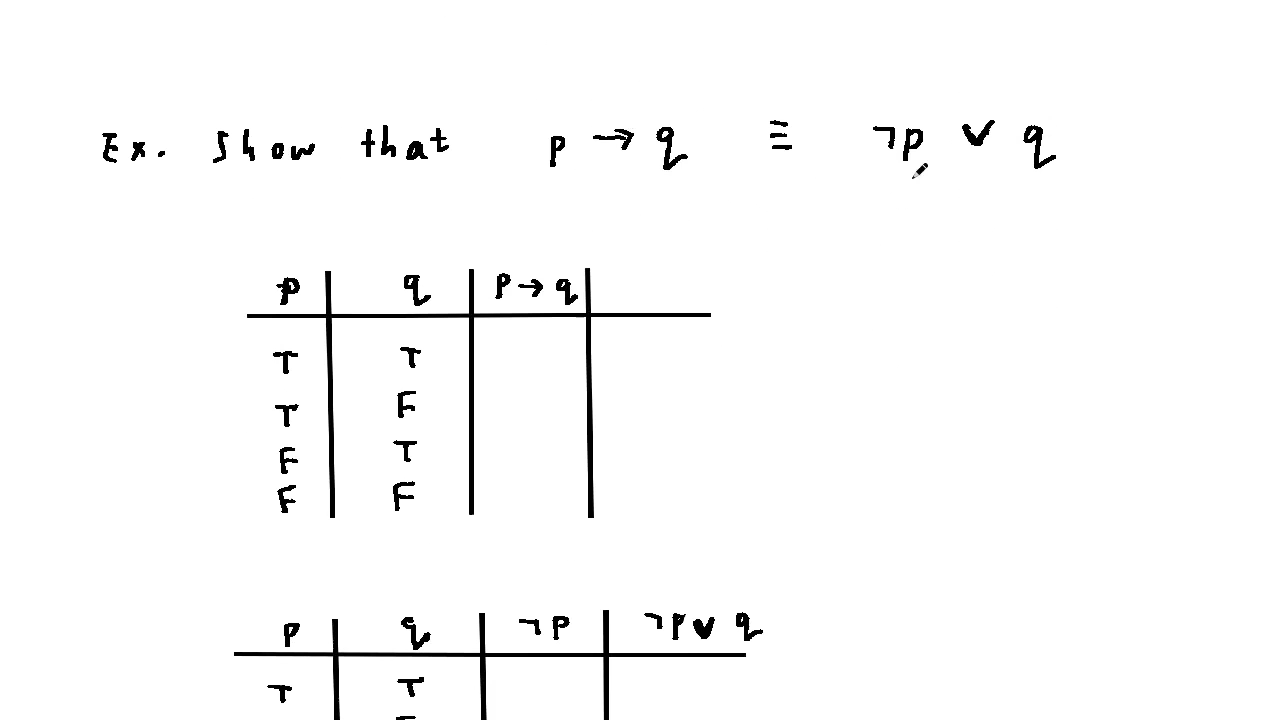 Ex. Show that p → q ≡ ¬p ∨ q
p q p → q
T T
T F
F T
F F
p q ¬p ¬p ∨ q
T T